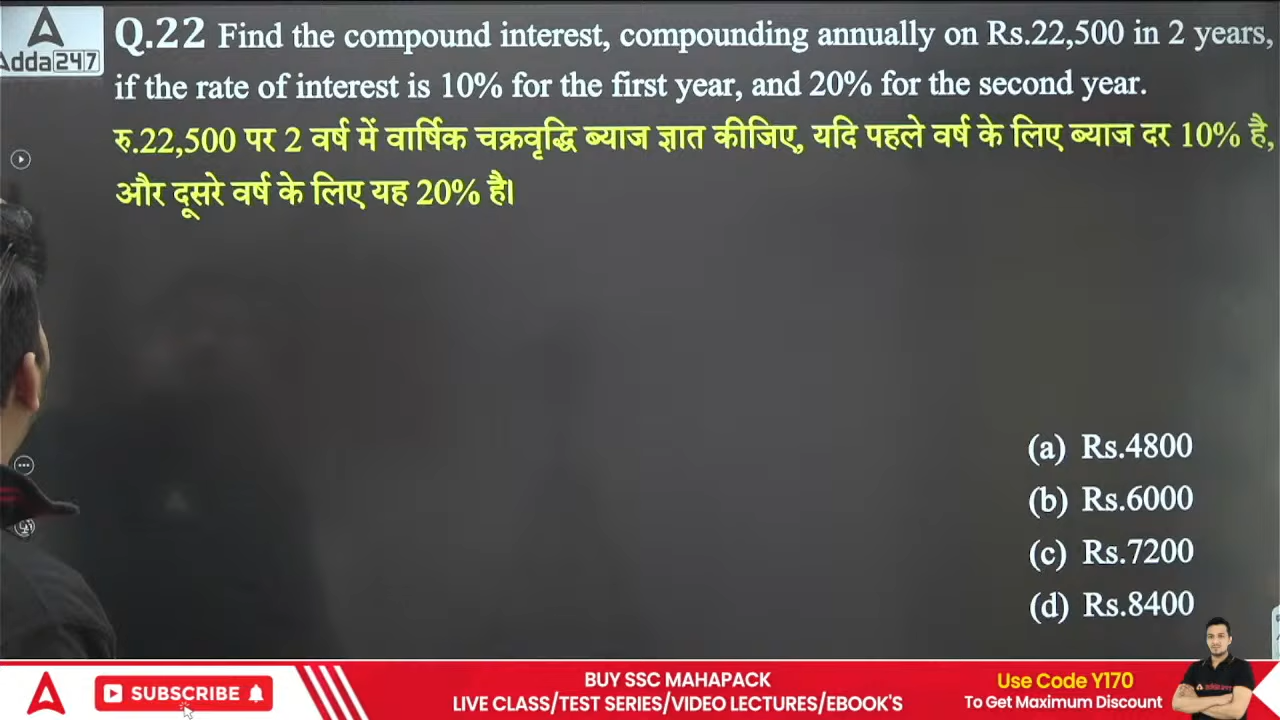 Adda247
Q.22 Find the compound interest, compounding annually on Rs.22,500 in 2 years,
if the rate of interest is 10% for the first year, and 20% for the second year.
रु.22,500 पर 2 वर्ष में वार्षिक चक्रवृद्धि ब्याज ज्ञात कीजिए, यदि पहले वर्ष के लिए ब्याज दर 10% है,
और दूसरे वर्ष के लिए यह 20% है।
(a) Rs.4800
(b) Rs.6000
(c) Rs.7200
(d) Rs.8400
SUBSCRIBE
BUY SSC MAHAPACK
LIVE CLASS/TEST SERIES/VIDEO LECTURES/EBOOK'S
Use Code Y170
To Get Maximum Discount